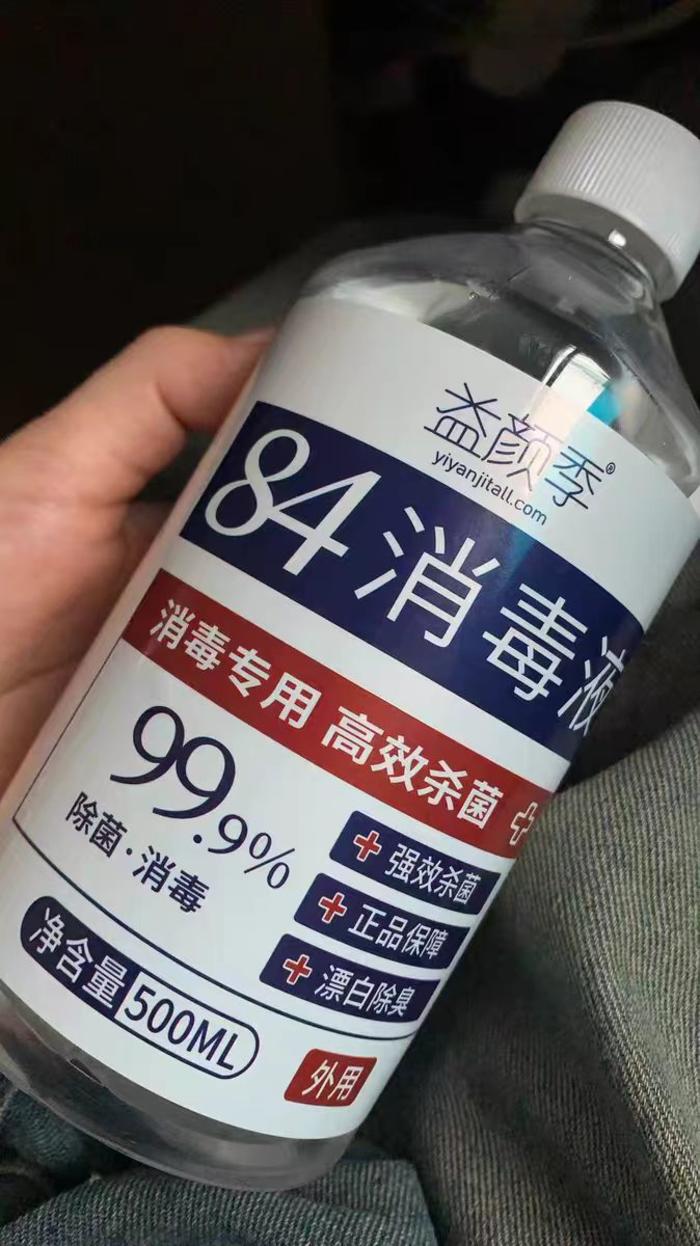 益颜季®
yiyanjitall.com
84消毒液
消毒专用 高效杀菌
99.9%
除菌·消毒
强效杀菌
正品保障
漂白除臭
净含量 500ML
外用